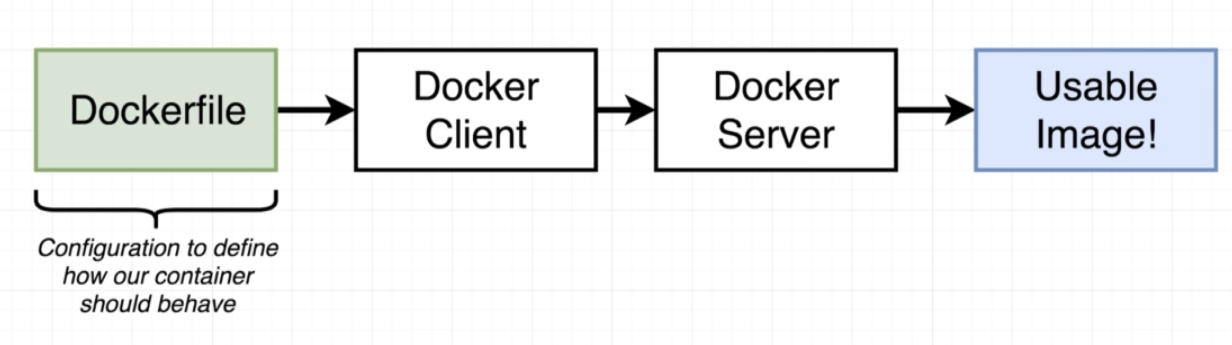 Dockerfile
Docker
Client
Docker
Server
Usable
Image!
Configuration to define
how our container
should behave